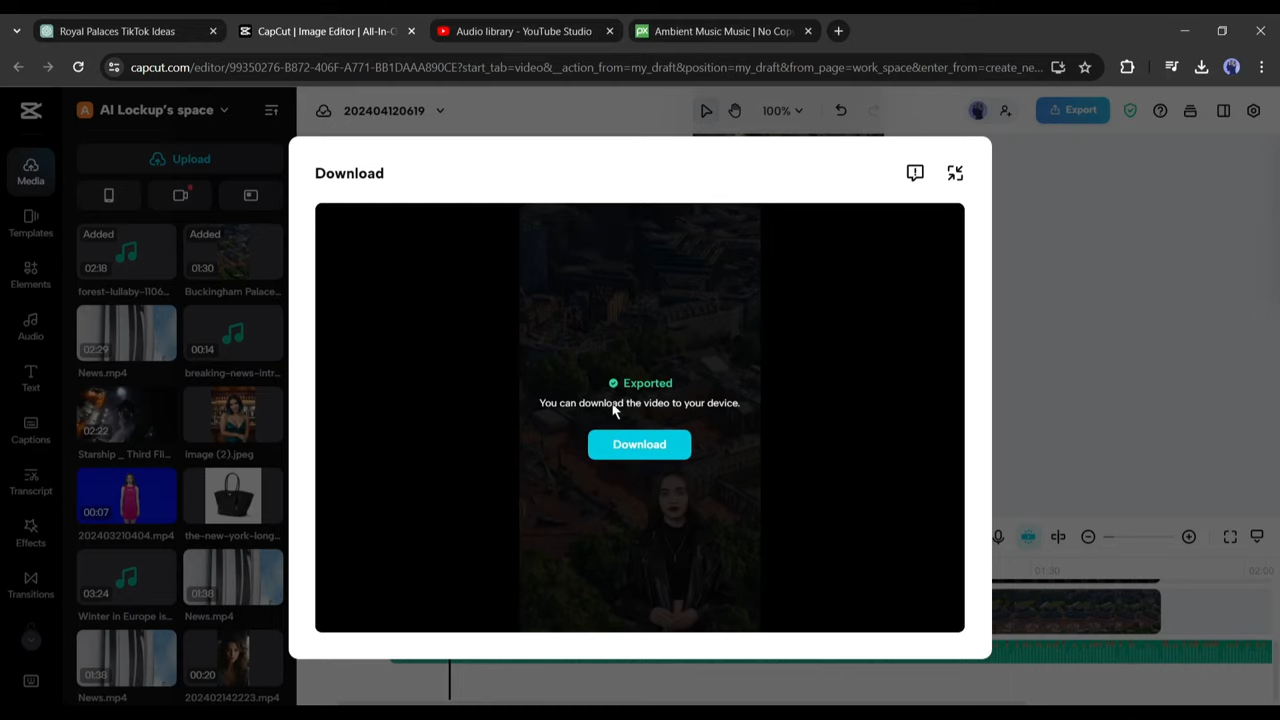 Royal Palaces TikTok Ideas
CapCut | Image Editor | All-In-O
Audio library - YouTube Studio
Ambient Music Music | No Cop
capcut.com/editor/99350276-B872-406F-A771-BB1DAAA890CE?start_tab=video&__action_from=my_draft&position=my_draft&from_page=work_space&enter_from=create_ne...
A AI Lockup's space
202404120619
100%
Export
Upload
Media
Templates
Elements
Audio
Text
Captions
Transcript
Effects
Transitions
Added
02:18
forest-lullaby-1106...
Added
01:30
Buckingham Palace...
02:29
News.mp4
00:14
breaking-news-intr...
02:22
Starship _ Third Fli...
image (2).jpeg
00:07
202403210404.mp4
the-new-york-long...
03:24
Winter in Europe is...
01:38
News.mp4
01:38
News.mp4
00:20
202402142223.mp4
Download
Exported
You can download the video to your device.
Download
01:30
02:00